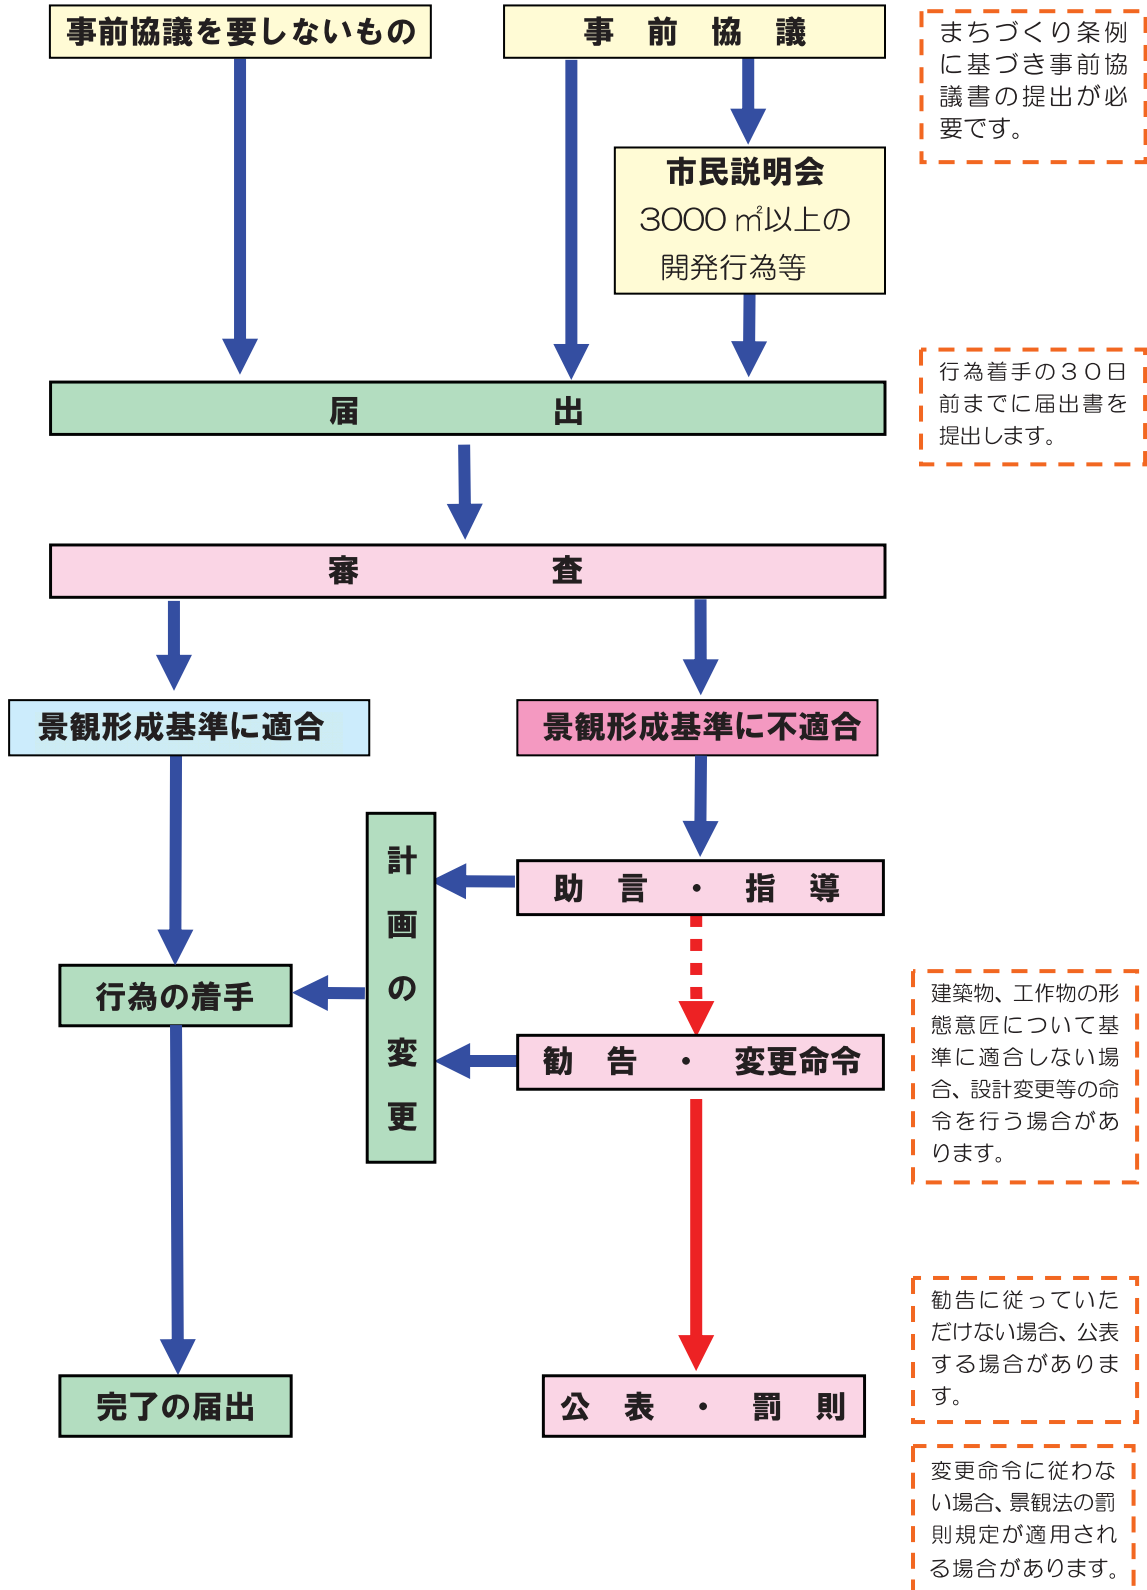 事前協議を要しないもの
事前協議
まちづくり条例
に基づき事前協
議書の提出が必
要です。
市民説明会
3000㎡以上の
開発行為等
行為着手の30日
前までに届出書を
提出します。
届出
審査
景観形成基準に適合
景観形成基準に不適合
計画の変更
助言・指導
行為の着手
勧告・変更命令
建築物、工作物の形
態意匠について基
準に適合しない場
合、設計変更等の命
令を行う場合があ
ります。
勧告に従っていた
だけない場合、公表
する場合がありま
す。
完了の届出
公表・罰則
変更命令に従わな
い場合、景観法の罰
則規定が適用され
る場合があります。